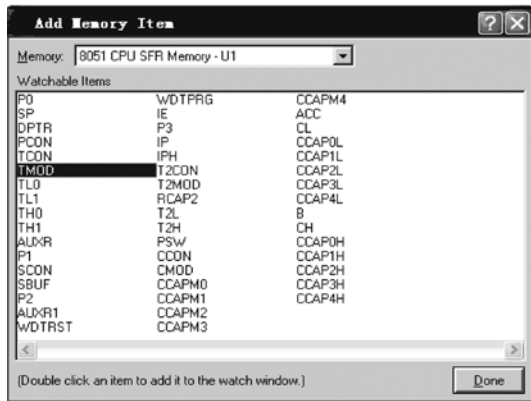 Add Memory Item
Memory: 8051 CPU SFR Memory - U1
Watchable Items
P0 WDTPRG CCAPM4
SP IE ACC
DPTR P3 CL
PCON IP CCAP0L
TCON IPH CCAP1L
TMOD T2CON CCAP2L
TL0 T2MOD CCAP3L
TL1 RCAP2 CCAP4L
TH0 T2L B
TH1 T2H CH
AUXR PSW CCAP0H
P1 CCON CCAP1H
SCON CMOD CCAP2H
SBUF CCAPM0 CCAP3H
P2 CCAPM1 CCAP4H
AUXR1 CCAPM2
WDTRST CCAPM3
(Double click an item to add it to the watch window.) Done